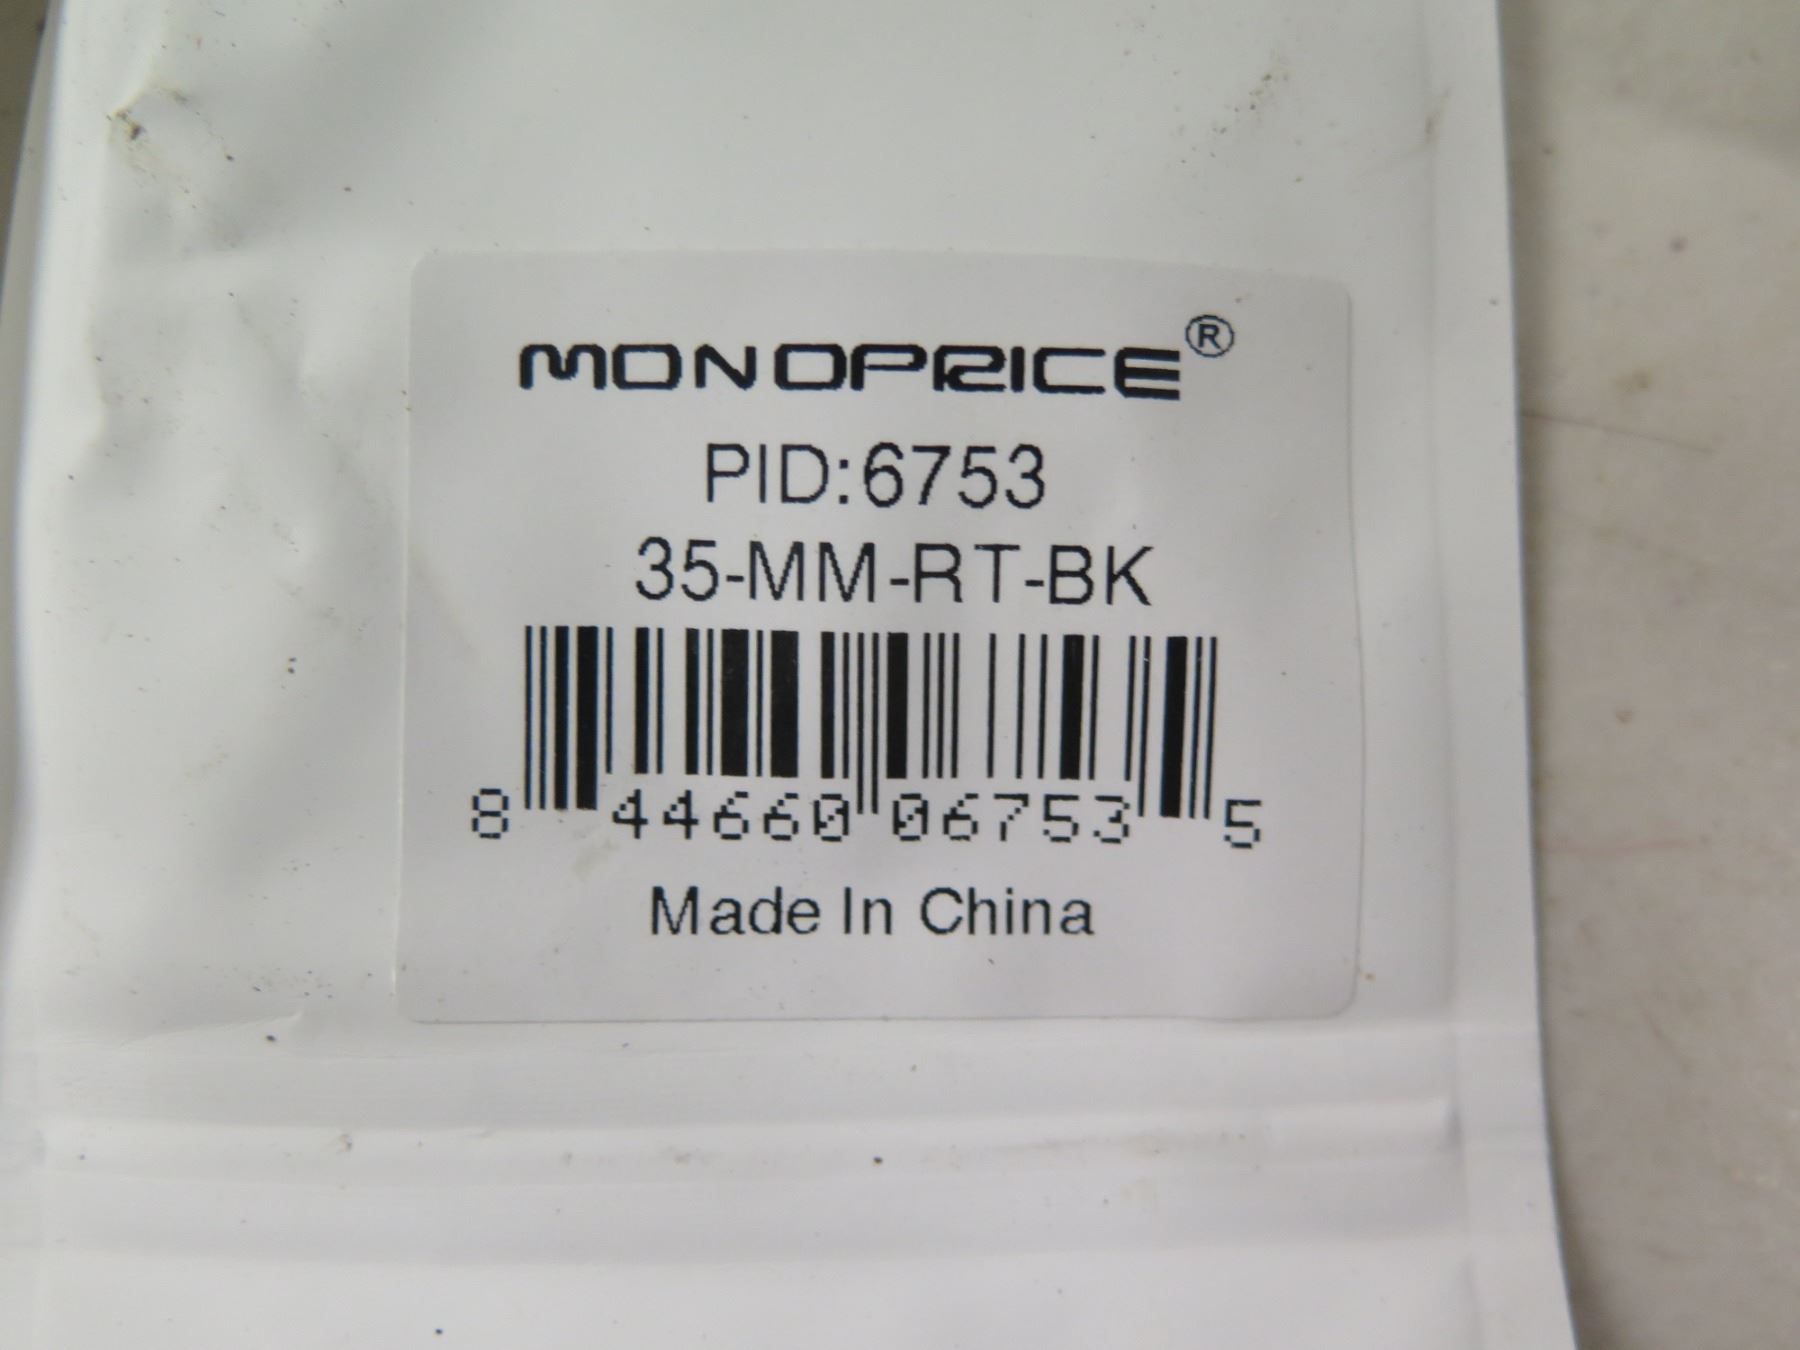 MONOPRICE®
PID:6753
35-MM-RT-BK
8 44660 06753 5
Made In China